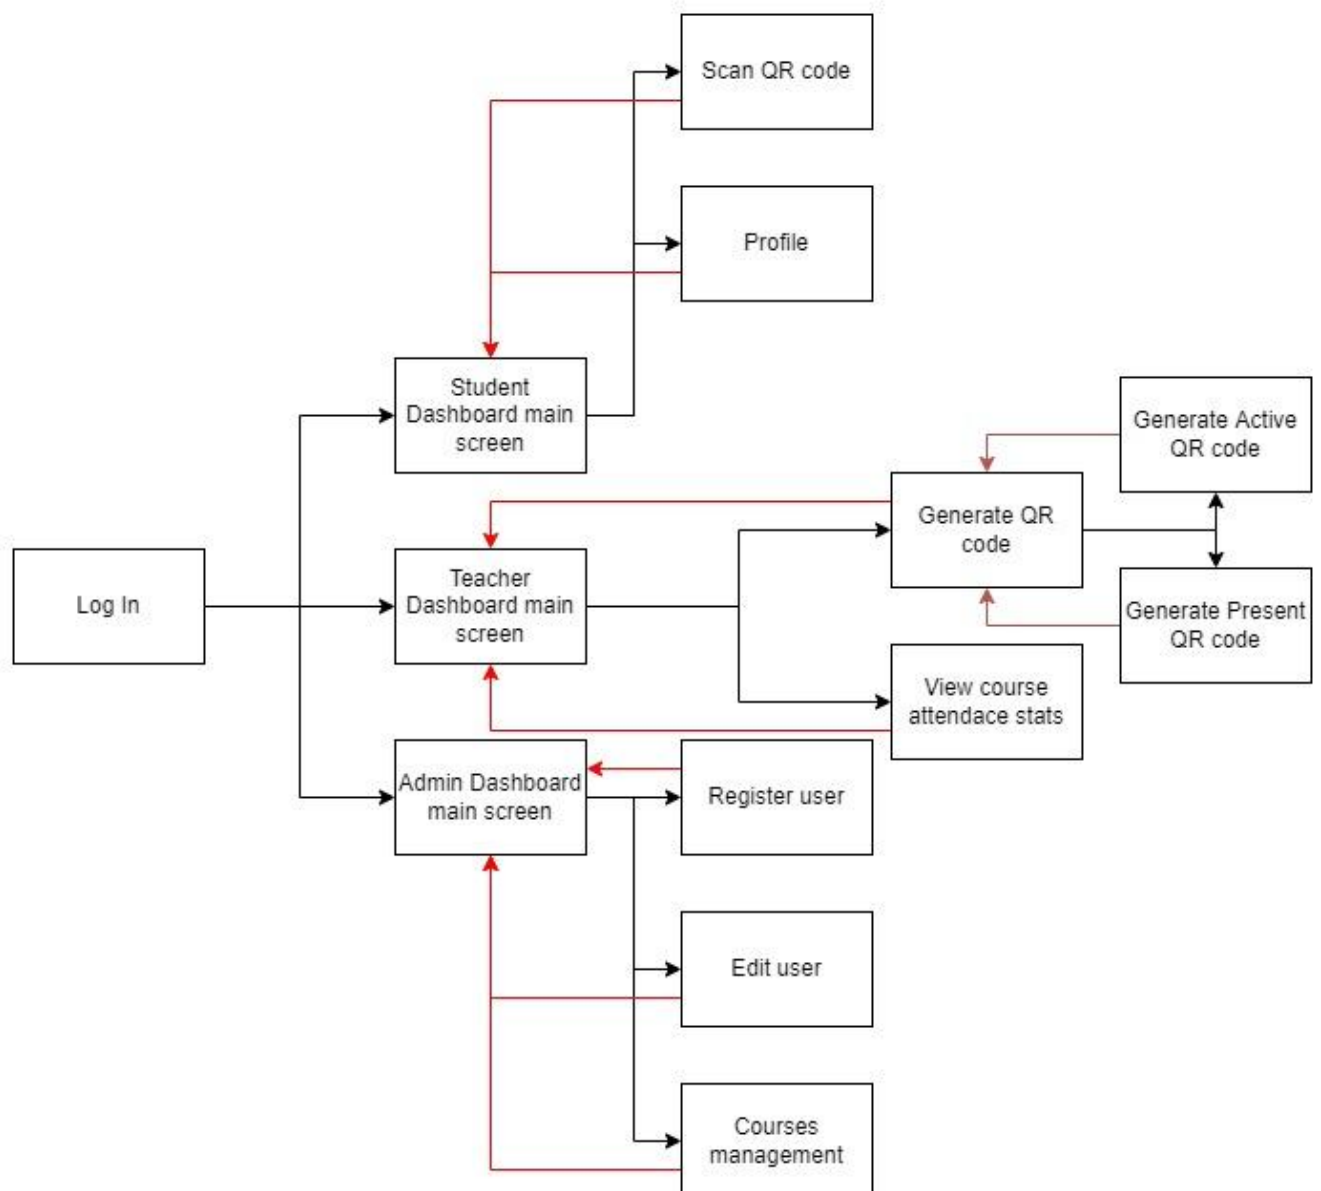 Scan QR code
Profile
Student
Dashboard main
screen
Generate Active
QR code
Generate QR
code
Log In
Teacher
Dashboard main
screen
Generate Present
QR code
View course
attendace stats
Admin Dashboard
main screen
Register user
Edit user
Courses
management